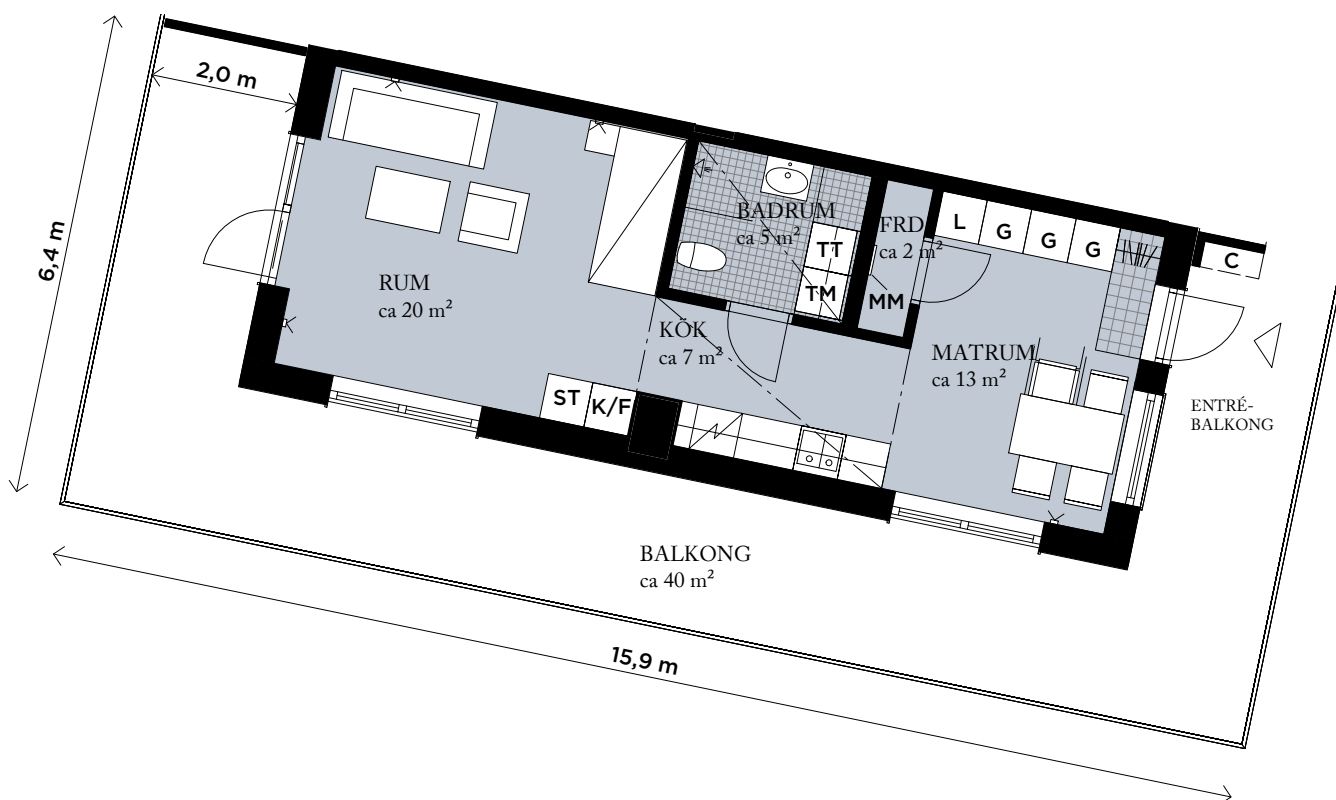 2,0 m
6,4 m
RUM
ca 20 m²
BADRUM
ca 5 m²
TT
TM
FRD
ca 2 m²
MM
L
G
G
G
C
KÖK
ca 7 m²
MATRUM
ca 13 m²
ST
K/F
ENTRÉ-
BALKONG
BALKONG
ca 40 m²
15,9 m